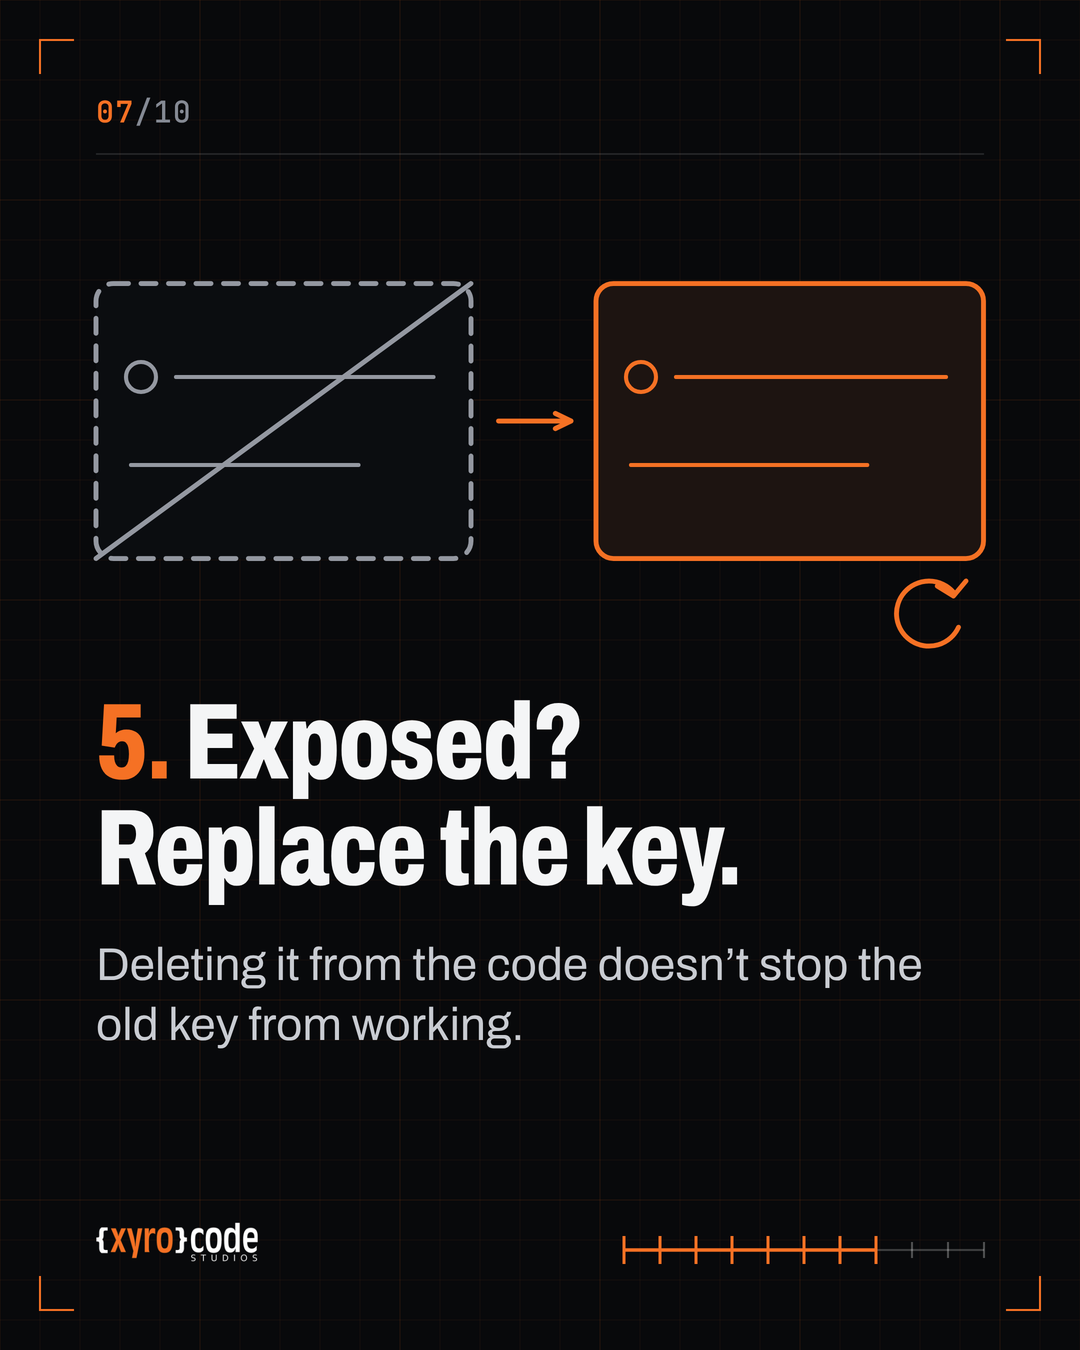 07/10
5. Exposed?
Replace the key.
Deleting it from the code doesn’t stop the
old key from working.
{xyro}code
STUDIOS